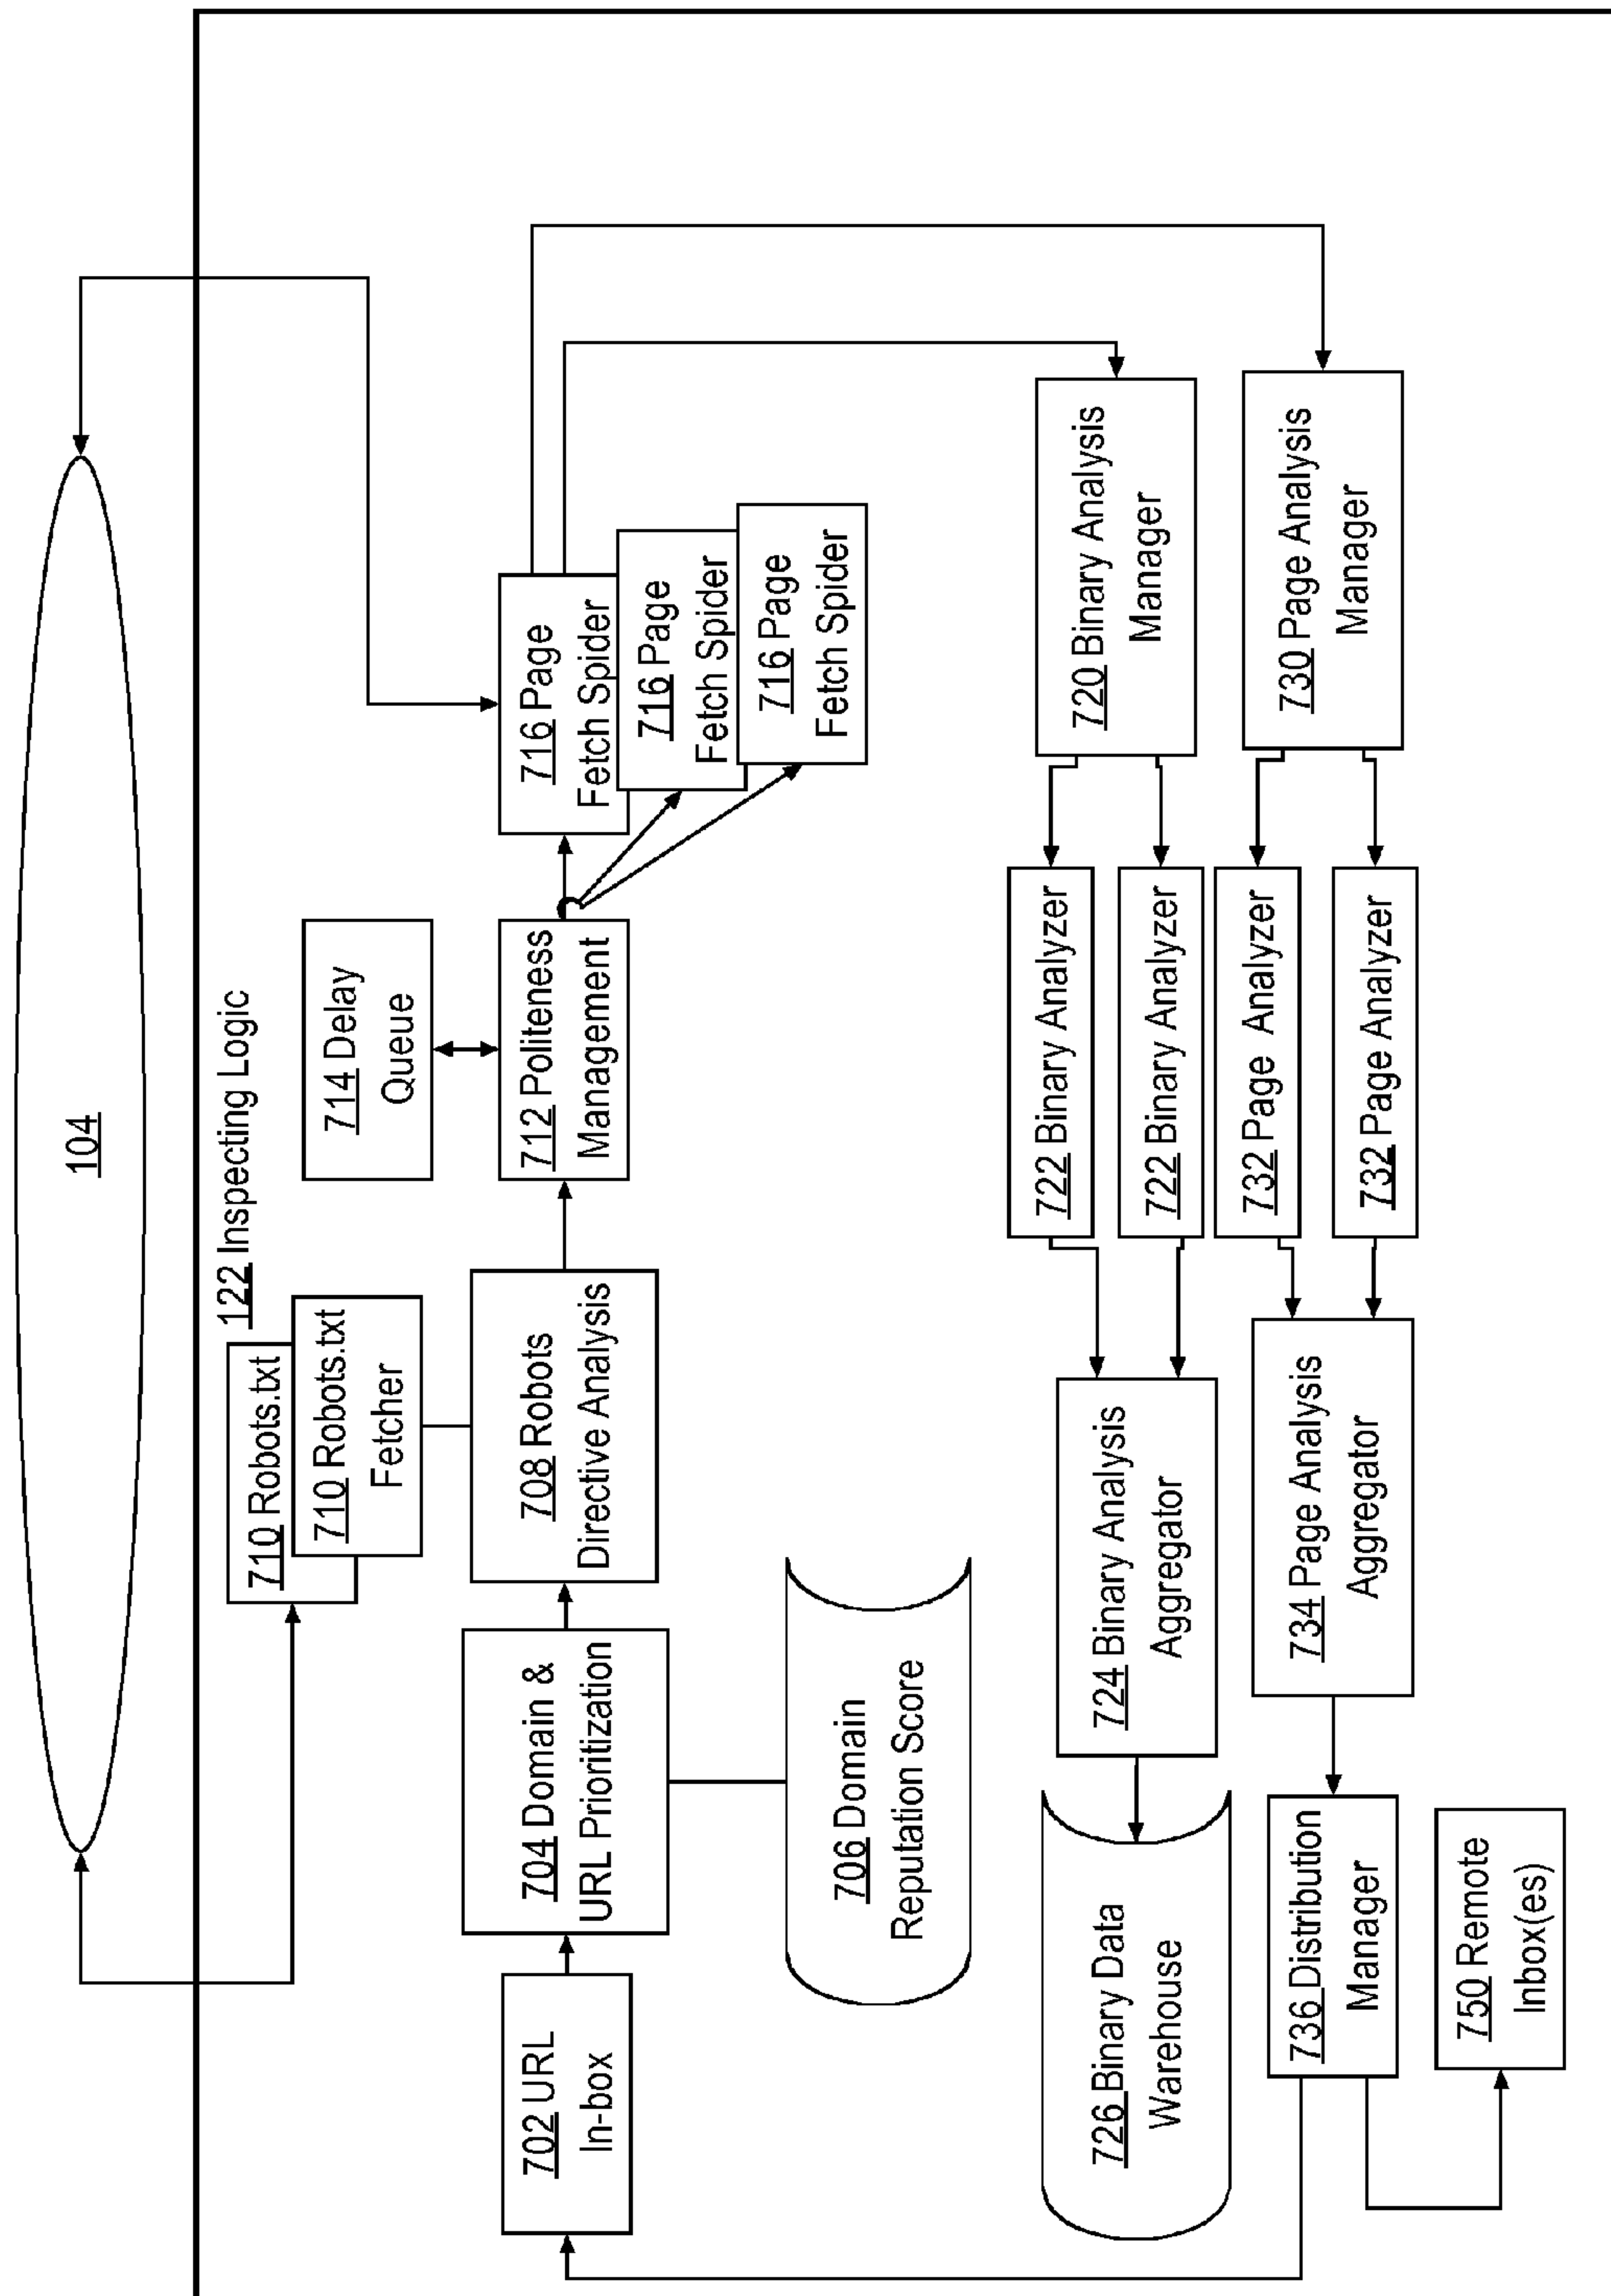 104
122 Inspecting Logic
710 Robots.txt
710 Robots.txt
Fetcher
714 Delay
Queue
702 URL
In-box
704 Domain &
URL Prioritization
708 Robots
Directive Analysis
712 Politeness
Management
716 Page
Fetch Spider
716 Page
Fetch Spider
716 Page
Fetch Spider
706 Domain
Reputation Score
726 Binary Data
Warehouse
724 Binary Analysis
Aggregator
722 Binary Analyzer
722 Binary Analyzer
720 Binary Analysis
Manager
736 Distribution
Manager
734 Page Analysis
Aggregator
732 Page Analyzer
732 Page Analyzer
730 Page Analysis
Manager
750 Remote
Inbox(es)